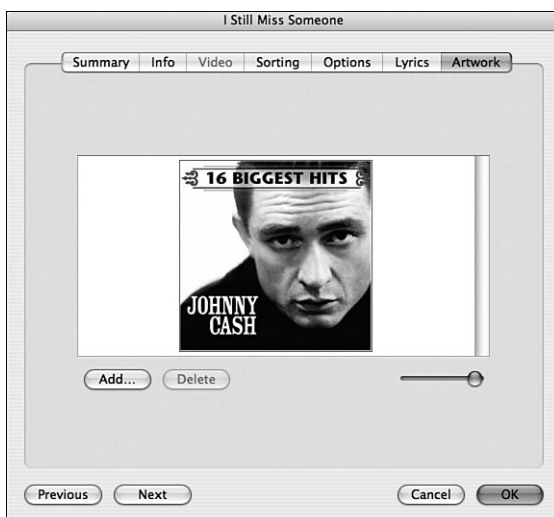 I Still Miss Someone
Summary Info Video Sorting Options Lyrics Artwork
16 BIGGEST HITS
JOHNNY
CASH
Add... Delete
Previous Next Cancel OK